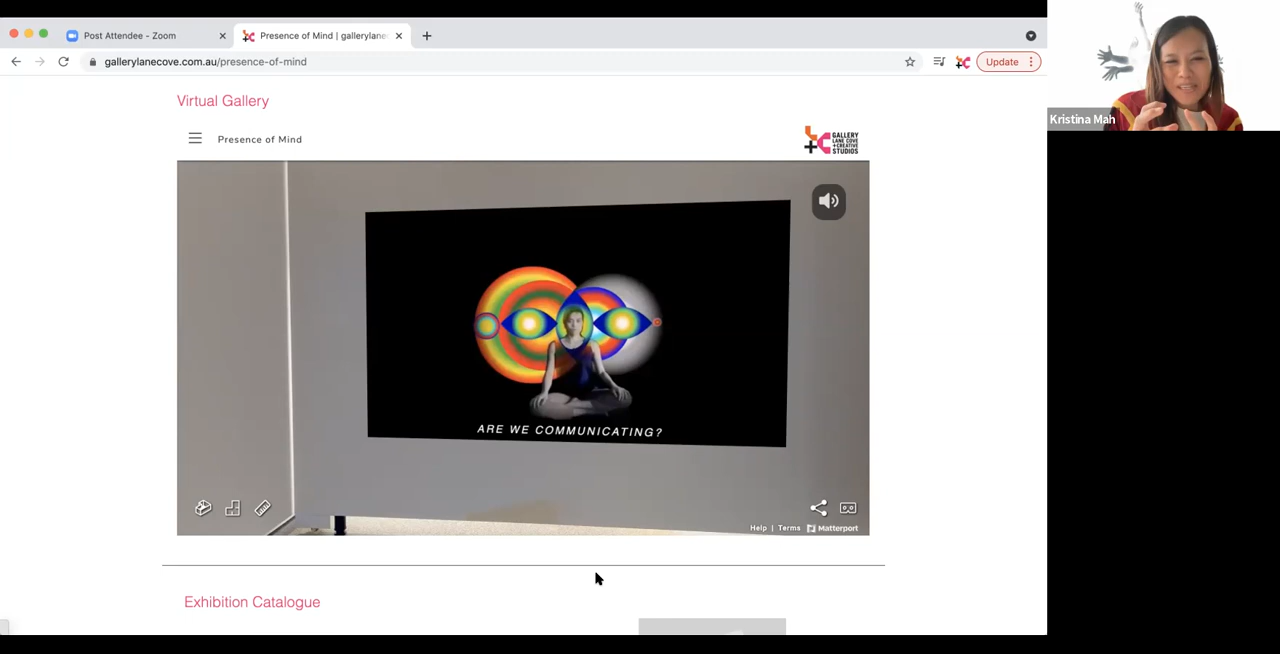 Post Attendee - Zoom
Presence of Mind | gallerylane
gallerylanecove.com.au/presence-of-mind
Update
Kristina Mah
Virtual Gallery
Presence of Mind
GALLERY
LANE COVE
+CREATIVE
STUDIOS
ARE WE COMMUNICATING?
Help | Terms Matterport
Exhibition Catalogue